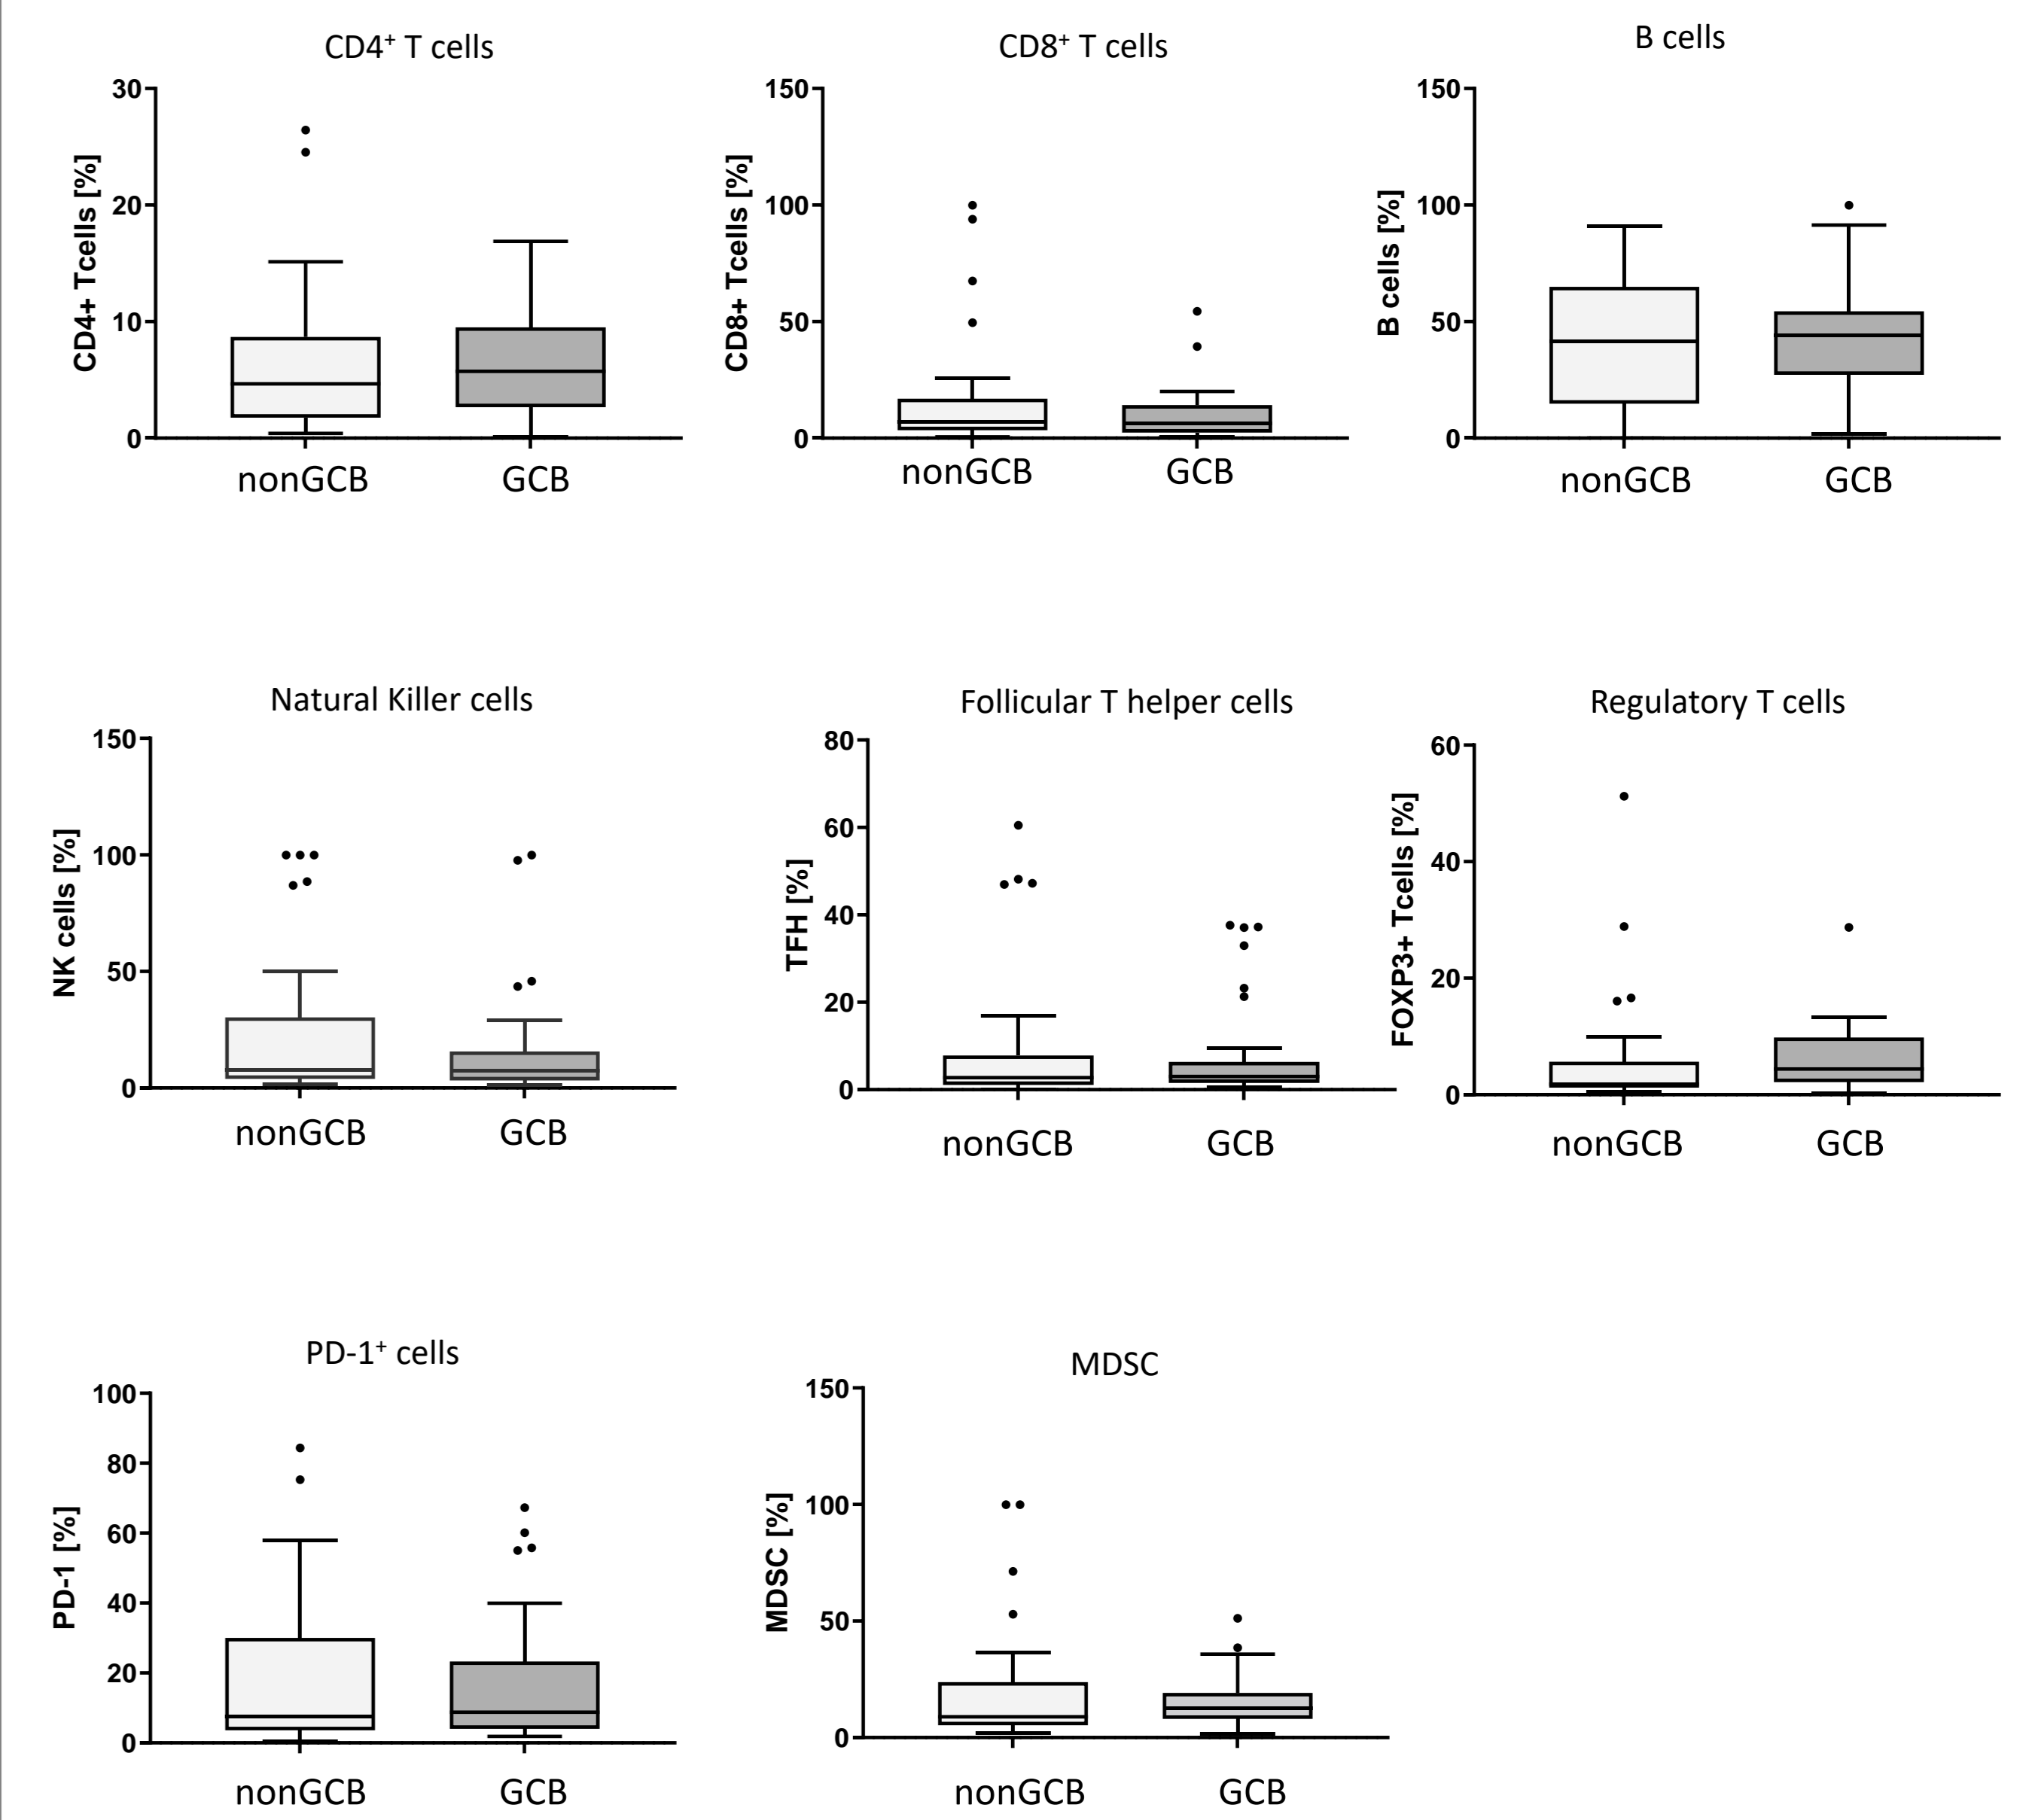 CD4⁺ T cells
CD4+ Tcells [%]
30
20
10
0
nonGCB GCB
CD8⁺ T cells
CD8+ Tcells [%]
150
100
50
0
nonGCB GCB
B cells
B cells [%]
150
100
50
0
nonGCB GCB
Natural Killer cells
NK cells [%]
150
100
50
0
nonGCB GCB
Follicular T helper cells
TFH [%]
80
60
40
20
0
nonGCB GCB
Regulatory T cells
FOXP3+ Tcells [%]
60
40
20
0
nonGCB GCB
PD-1⁺ cells
PD-1 [%]
100
80
60
40
20
0
nonGCB GCB
MDSC
MDSC [%]
150
100
50
0
nonGCB GCB